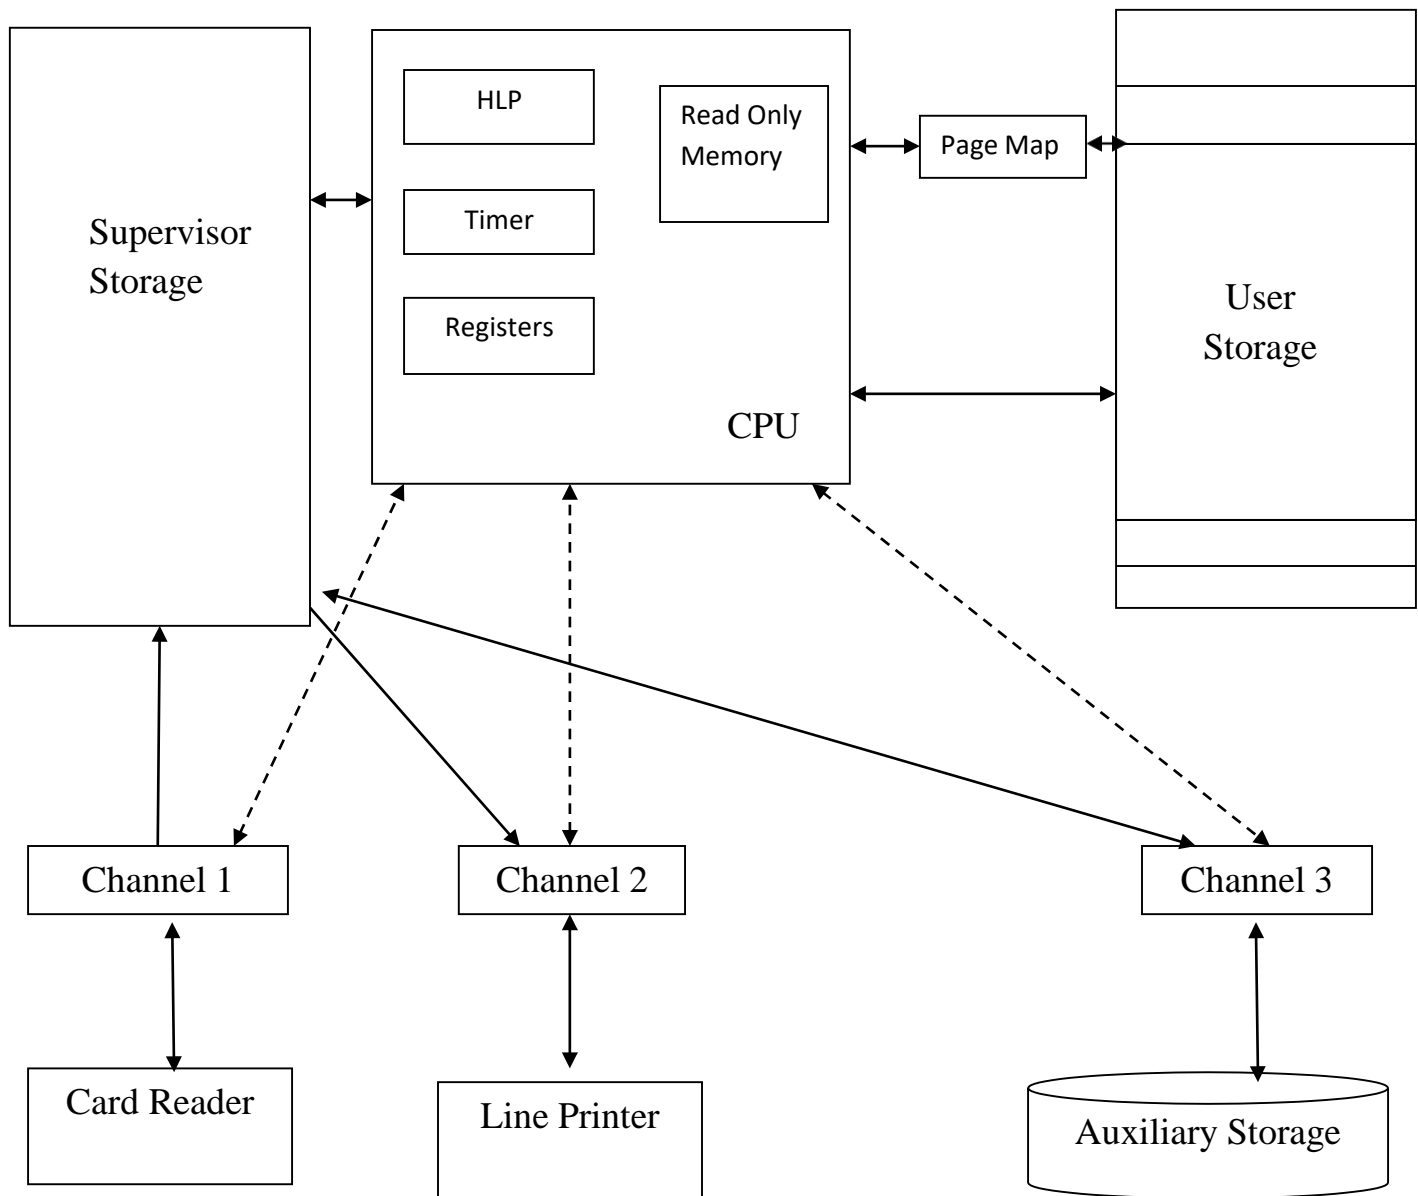 HLP
Read Only
Memory
Page Map
Timer
Supervisor
Storage
Registers
User
Storage
CPU
Channel 1
Channel 2
Channel 3
Card Reader
Line Printer
Auxiliary Storage